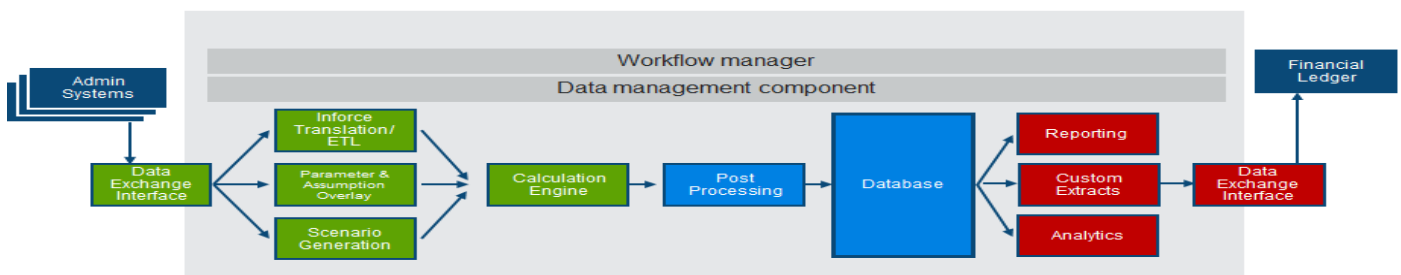 Workflow manager
Data management component
Admin
Systems
Data
Exchange
Interface
Inforce
Translation/
ETL
Parameter &
Assumption
Overlay
Scenario
Generation
Calculation
Engine
Post
Processing
Database
Reporting
Custom
Extracts
Analytics
Data
Exchange
Interface
Financial
Ledger